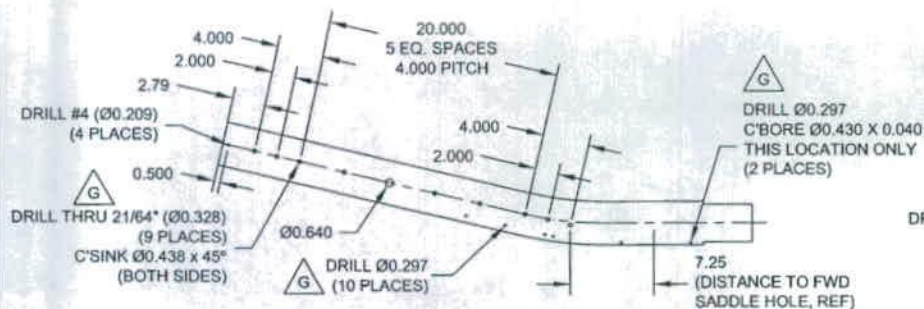 20.000
5 EQ. SPACES
4.000 PITCH
4.000
2.000
2.79
DRILL #4 (Ø0.209)
(4 PLACES)
0.500
G
DRILL THRU 21/64" (Ø0.328)
(9 PLACES)
C'SINK Ø0.438 x 45°
(BOTH SIDES)
Ø0.640
G
DRILL Ø0.297
(10 PLACES)
4.000
2.000
G
DRILL Ø0.297
C'BORE Ø0.430 X 0.040
THIS LOCATION ONLY
(2 PLACES)
7.25
(DISTANCE TO FWD
SADDLE HOLE, REF)